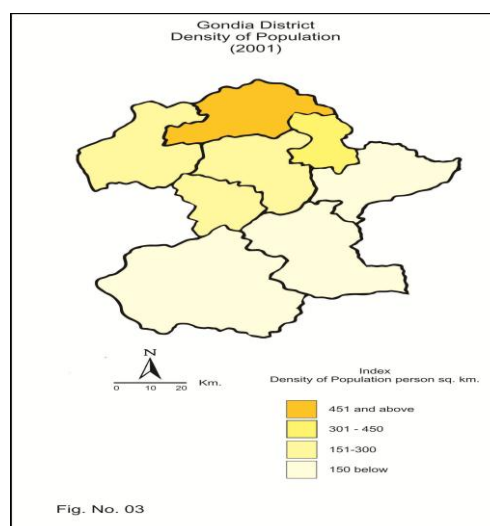 Gondia District
Density of Population
(2001)
N
0 10 20 Km.
Index
Density of Population person sq. km.
451 and above
301 - 450
151-300
150 below
Fig. No. 03